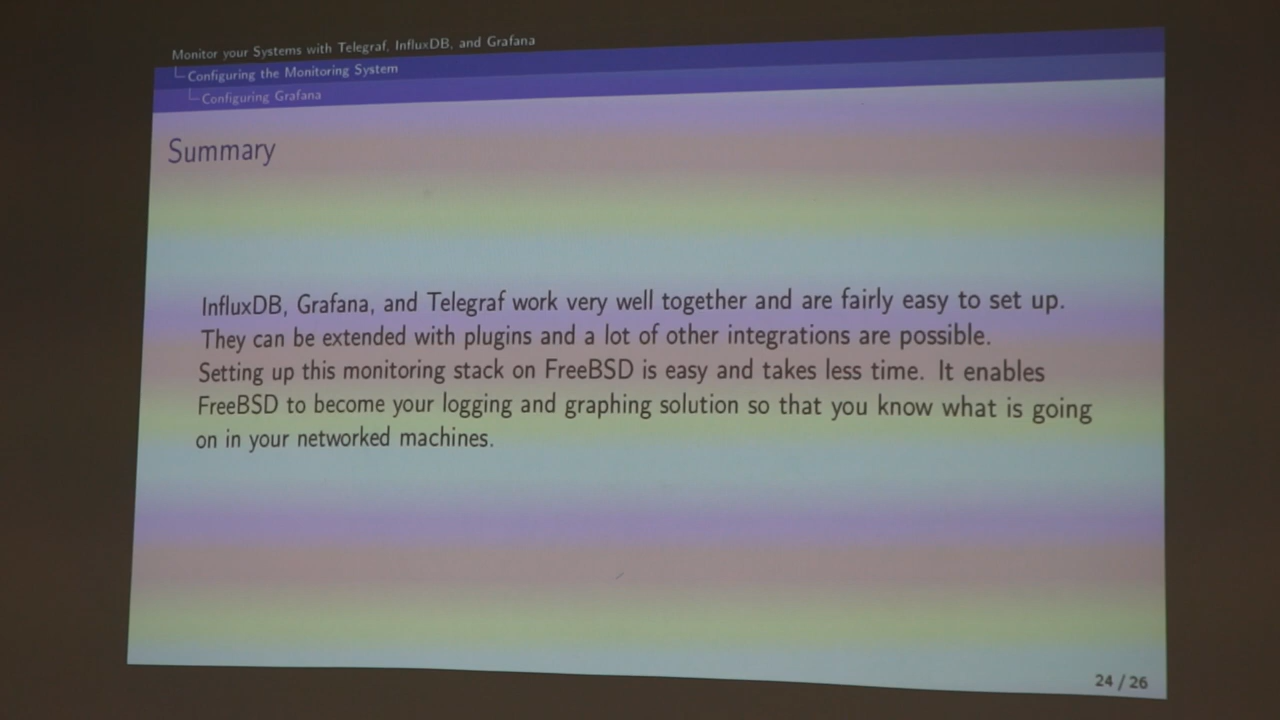 Monitor your Systems with Telegraf, InfluxDB, and Grafana
Configuring the Monitoring System
Configuring Grafana
Summary
InfluxDB, Grafana, and Telegraf work very well together and are fairly easy to set up.
They can be extended with plugins and a lot of other integrations are possible.
Setting up this monitoring stack on FreeBSD is easy and takes less time. It enables
FreeBSD to become your logging and graphing solution so that you know what is going
on in your networked machines.
24 / 26